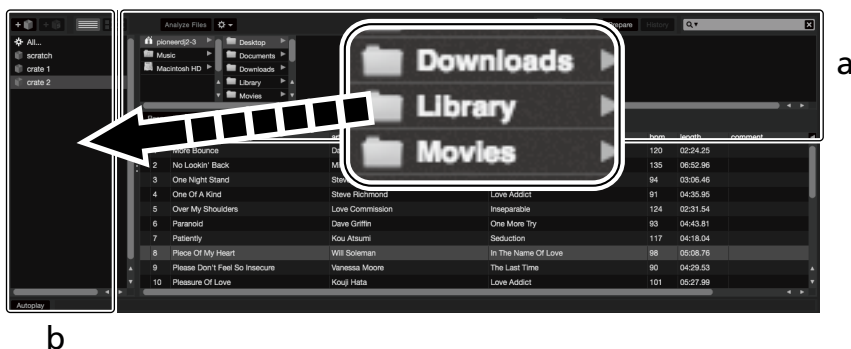 Analyze Files
Prepare
History
a
All...
scratch
crate 1
crate 2
pioneerdj2-3
Music
Macintosh HD
Desktop
Documents
Downloads
Library
Movies
Downloads
Library
Movies
bpm length comment
More Bounce 120 02:24.25
2 No Lookin' Back 135 06:52.96
3 One Night Stand 94 03:06.46
4 One Of A Kind Steve Richmond Love Addict 91 04:35.95
5 Over My Shoulders Love Commission Inseparable 124 02:31.54
6 Paranoid Dave Griffin One More Try 93 04:43.81
7 Patiently Kou Atsumi Seduction 117 04:18.04
8 Piece Of My Heart Will Soleman In The Name Of Love 98 05:08.76
9 Please Don't Feel So Insecure Vanessa Moore The Last Time 90 04:29.53
10 Pleasure Of Love Kouji Hata Love Addict 101 05:27.99
Autoplay
b